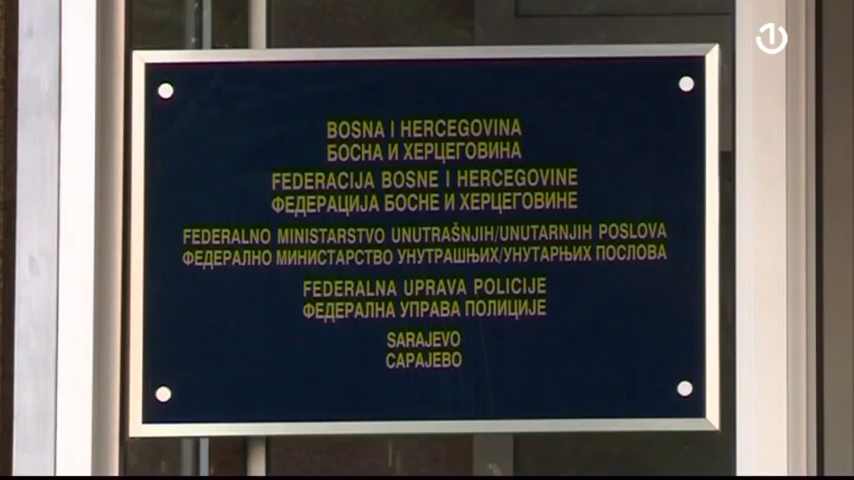 BOSNA I HERCEGOVINA
БОСНА И ХЕРЦЕГОВИНА
FEDERACIJA BOSNE I HERCEGOVINE
ФЕДЕРАЦИЈА БОСНЕ И ХЕРЦЕГОВИНЕ
FEDERALNO MINISTARSTVO UNUTRAŠNJIH/UNUTARNJIH POSLOVA
ФЕДЕРАЛНО МИНИСТАРСТВО УНУТРАШЊИХ/УНУТАРЊИХ ПОСЛОВА
FEDERALNA UPRAVA POLICIJE
ФЕДЕРАЛНА УПРАВА ПОЛИЦИЈЕ
SARAJEVO
САРАЈЕВО
1